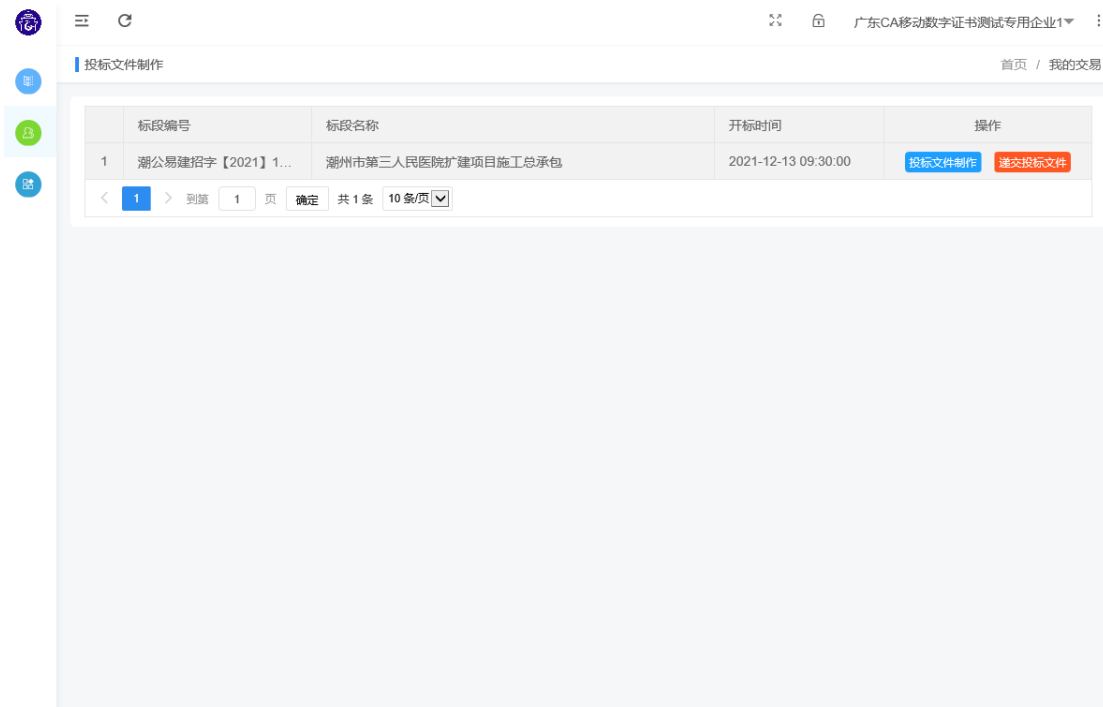 广东CA移动数字证书测试专用企业1
投标文件制作 首页 / 我的交易
标段编号 标段名称 开标时间 操作
1 潮公易建招字【2021】1... 潮州市第三人民医院扩建项目施工总承包 2021-12-13 09:30:00 投标文件制作 递交投标文件
1 到第 1 页 确定 共 1 条 10 条/页